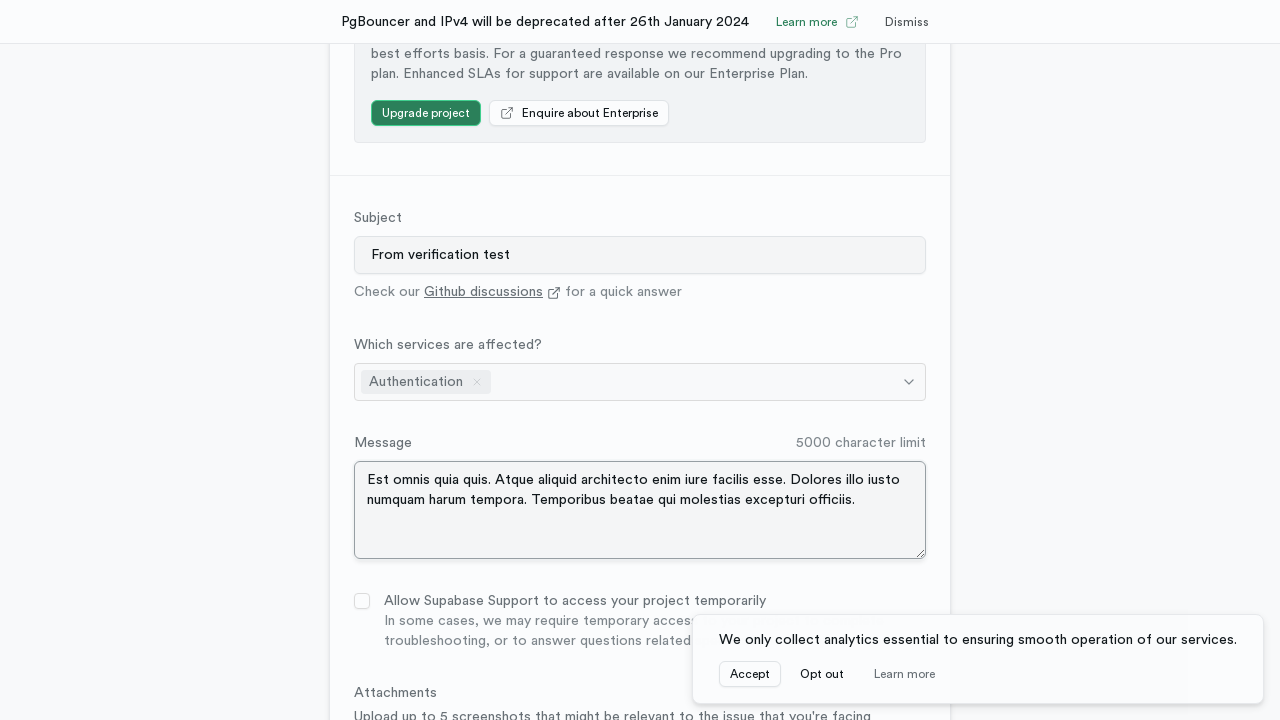 PgBouncer and IPv4 will be deprecated after 26th January 2024
Learn more
Dismiss
best efforts basis. For a guaranteed response we recommend upgrading to the Pro
plan. Enhanced SLAs for support are available on our Enterprise Plan.
Upgrade project
Enquire about Enterprise
Subject
From verification test
Check our Github discussions for a quick answer
Which services are affected?
Authentication
Message
5000 character limit
Est omnis quia quis. Atque aliquid architecto enim iure facilis esse. Dolores illo iusto
numquam harum tempora. Temporibus beatae qui molestias excepturi officiis.
Allow Supabase Support to access your project temporarily
In some cases, we may require temporary access
troubleshooting, or to answer questions related
We only collect analytics essential to ensuring smooth operation of our services.
Accept
Opt out
Learn more
Attachments
Upload up to 5 screenshots that might be relevant to the issue that you're facing